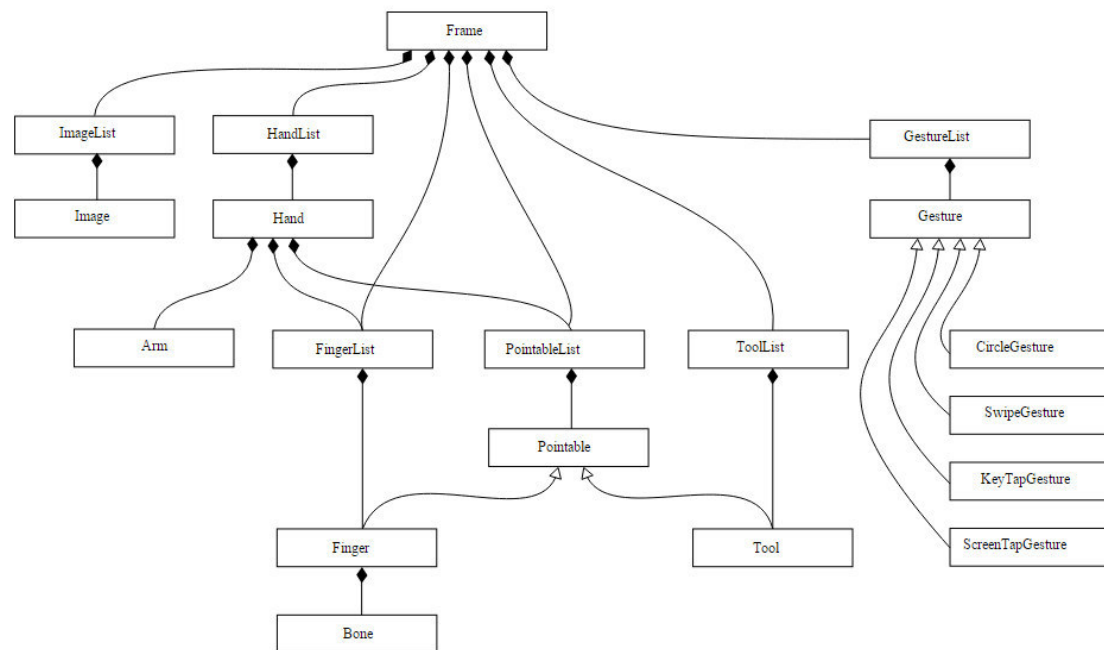 Frame
ImageList
HandList
GestureList
Image
Hand
Gesture
Arm
FingerList
PointableList
ToolList
CircleGesture
SwipeGesture
Pointable
KeyTapGesture
Finger
Tool
ScreenTapGesture
Bone